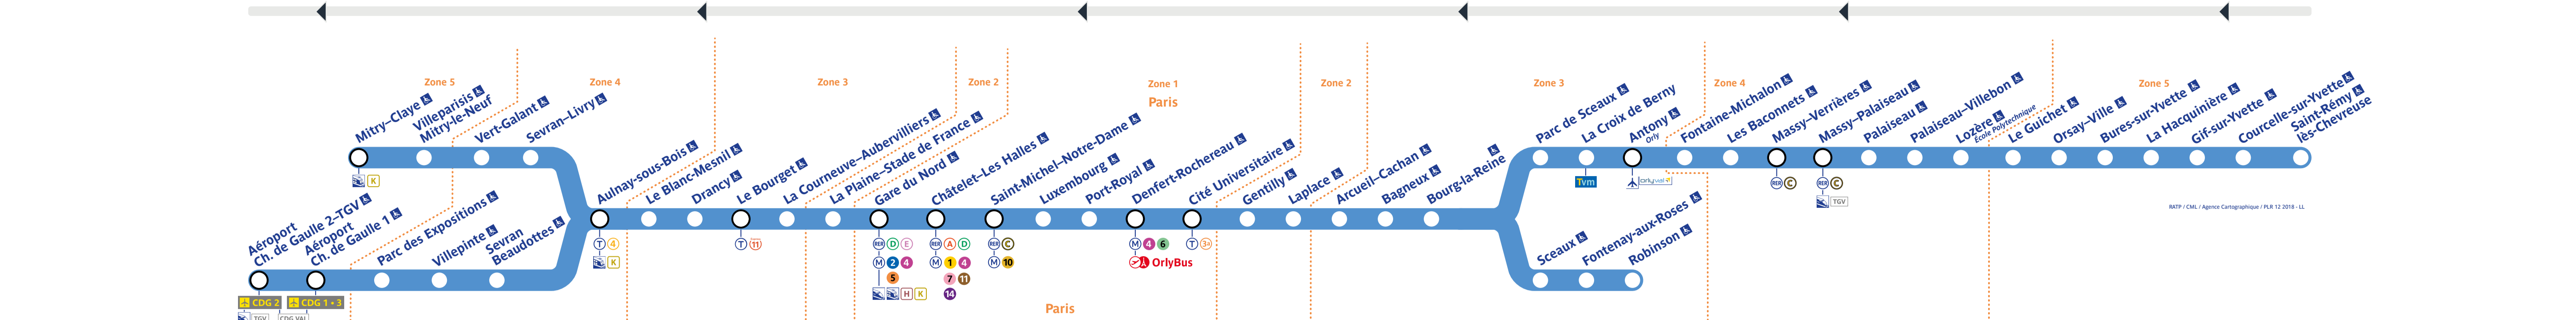 Zone 5
Zone 4
Zone 3
Zone 2
Zone 1
Paris
Zone 2
Zone 3
Zone 4
Zone 5
Mitry–Claye
Villeparisis
Mitry-le-Neuf
Vert-Galant
Sevran–Livry
K
Aéroport
Ch. de Gaulle 2–TGV
Aéroport
Ch. de Gaulle 1
Parc des Expositions
Villepinte
Sevran
Beaudottes
CDG 2
CDG 1 • 3
TGV
CDG VAL
Aulnay-sous-Bois
T 4
K
Le Blanc-Mesnil
Drancy
Le Bourget
T 11
La Courneuve–Aubervilliers
La Plaine–Stade de France
Gare du Nord
RER D E
M 2 4
5
H K
Châtelet–Les Halles
RER A D
M 1 4
7 11
14
Saint-Michel–Notre-Dame
RER C
M 10
Luxembourg
Port-Royal
Denfert-Rochereau
M 4 6
OrlyBus
Cité Universitaire
T 3a
Paris
Gentilly
Laplace
Arcueil–Cachan
Bagneux
Bourg-la-Reine
Parc de Sceaux
La Croix de Berny
Tvm
Antony
Orly
orlyval
Fontaine-Michalon
Les Baconnets
Massy–Verrières
RER C
Massy-Palaiseau
RER C
TGV
Palaiseau
Palaiseau–Villebon
Lozère
École Polytechnique
Le Guichet
Orsay–Ville
Bures-sur-Yvette
La Hacquinière
Gif-sur-Yvette
Courcelle-sur-Yvette
Saint-Rémy
lès-Chevreuse
Sceaux
Fontenay-aux-Roses
Robinson
RATP / CML / Agence Cartographique / PLR 12 2018 - LL